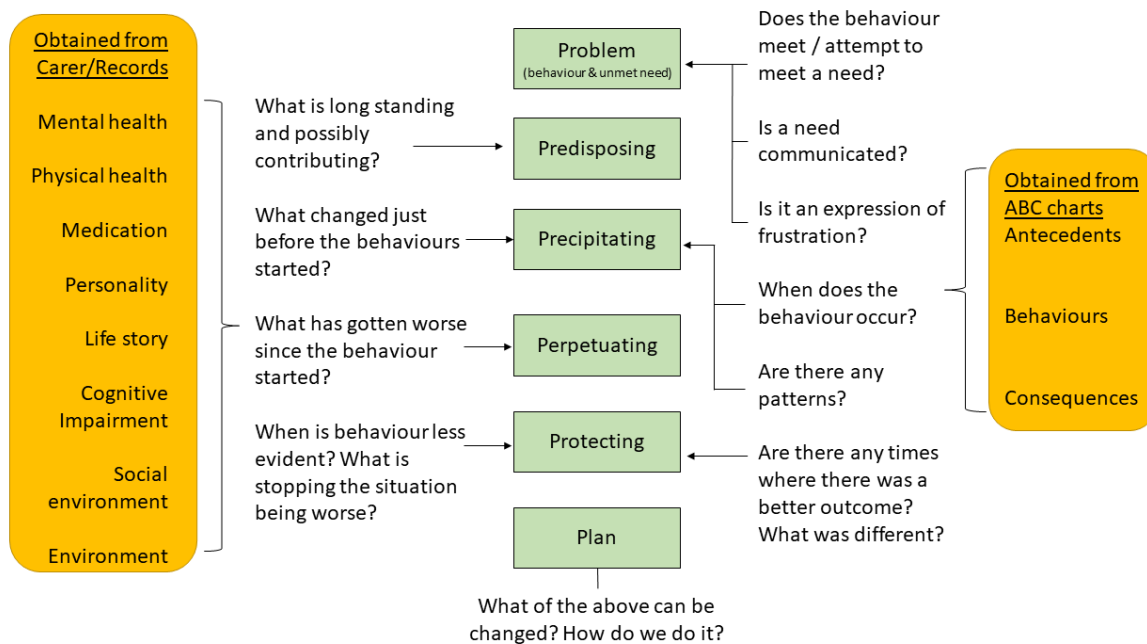 Obtained from
Carer/Records
Mental health
Physical health
Medication
Personality
Life story
Cognitive
Impairment
Social
environment
Environment
What is long standing
and possibly
contributing?
What changed just
before the behaviours
started?
What has gotten worse
since the behaviour
started?
When is behaviour less
evident? What is
stopping the situation
being worse?
Problem
(behaviour & unmet need)
Predisposing
Precipitating
Perpetuating
Protecting
Plan
What of the above can be
changed? How do we do it?
Does the behaviour
meet / attempt to
meet a need?
Is a need
communicated?
Is it an expression of
frustration?
When does the
behaviour occur?
Are there any
patterns?
Are there any times
where there was a
better outcome?
What was different?
Obtained from
ABC charts
Antecedents
Behaviours
Consequences